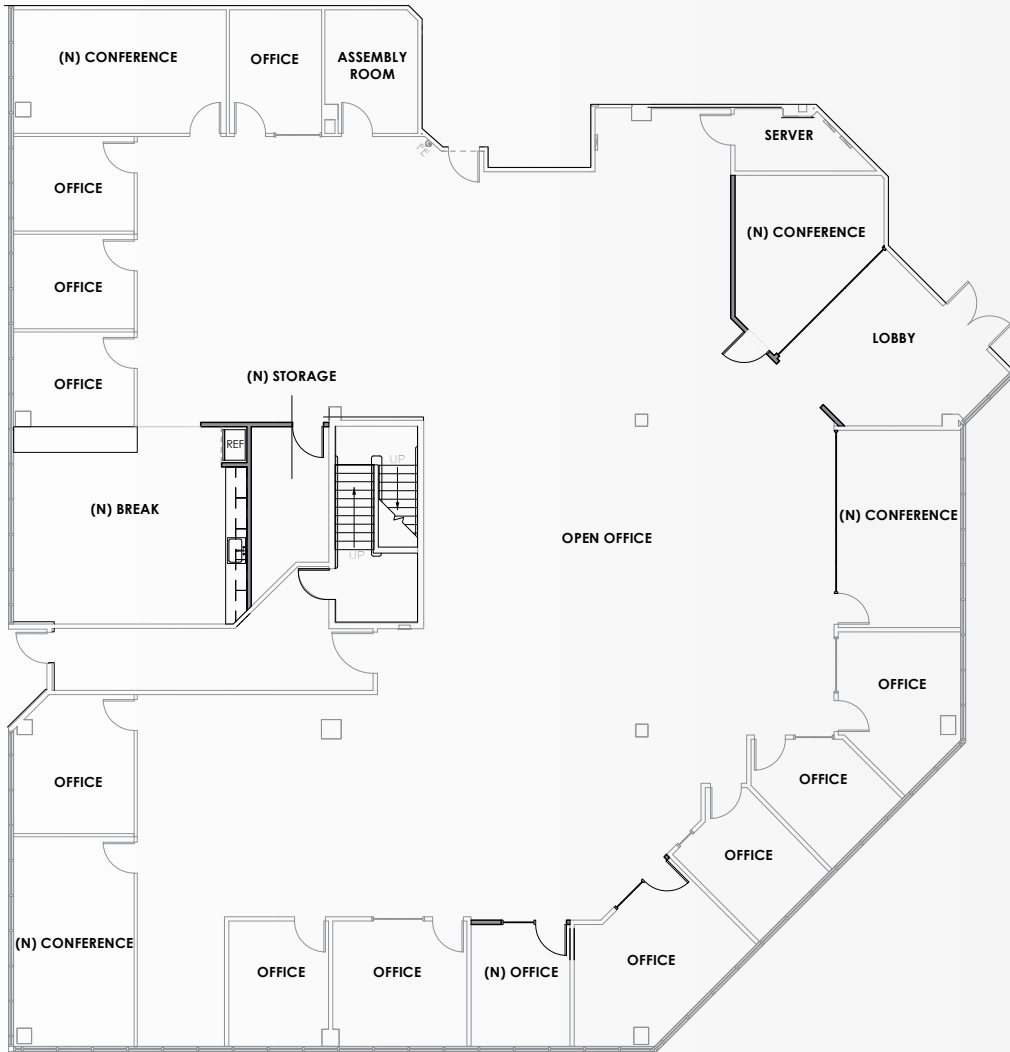 (N) CONFERENCE
OFFICE
ASSEMBLY
ROOM
FE
SERVER
OFFICE
(N) CONFERENCE
OFFICE
LOBBY
(N) STORAGE
OFFICE
REF
UP
(N) BREAK
(N) CONFERENCE
OPEN OFFICE
UP
OFFICE
OFFICE
OFFICE
OFFICE
(N) CONFERENCE
OFFICE
OFFICE
(N) OFFICE
OFFICE